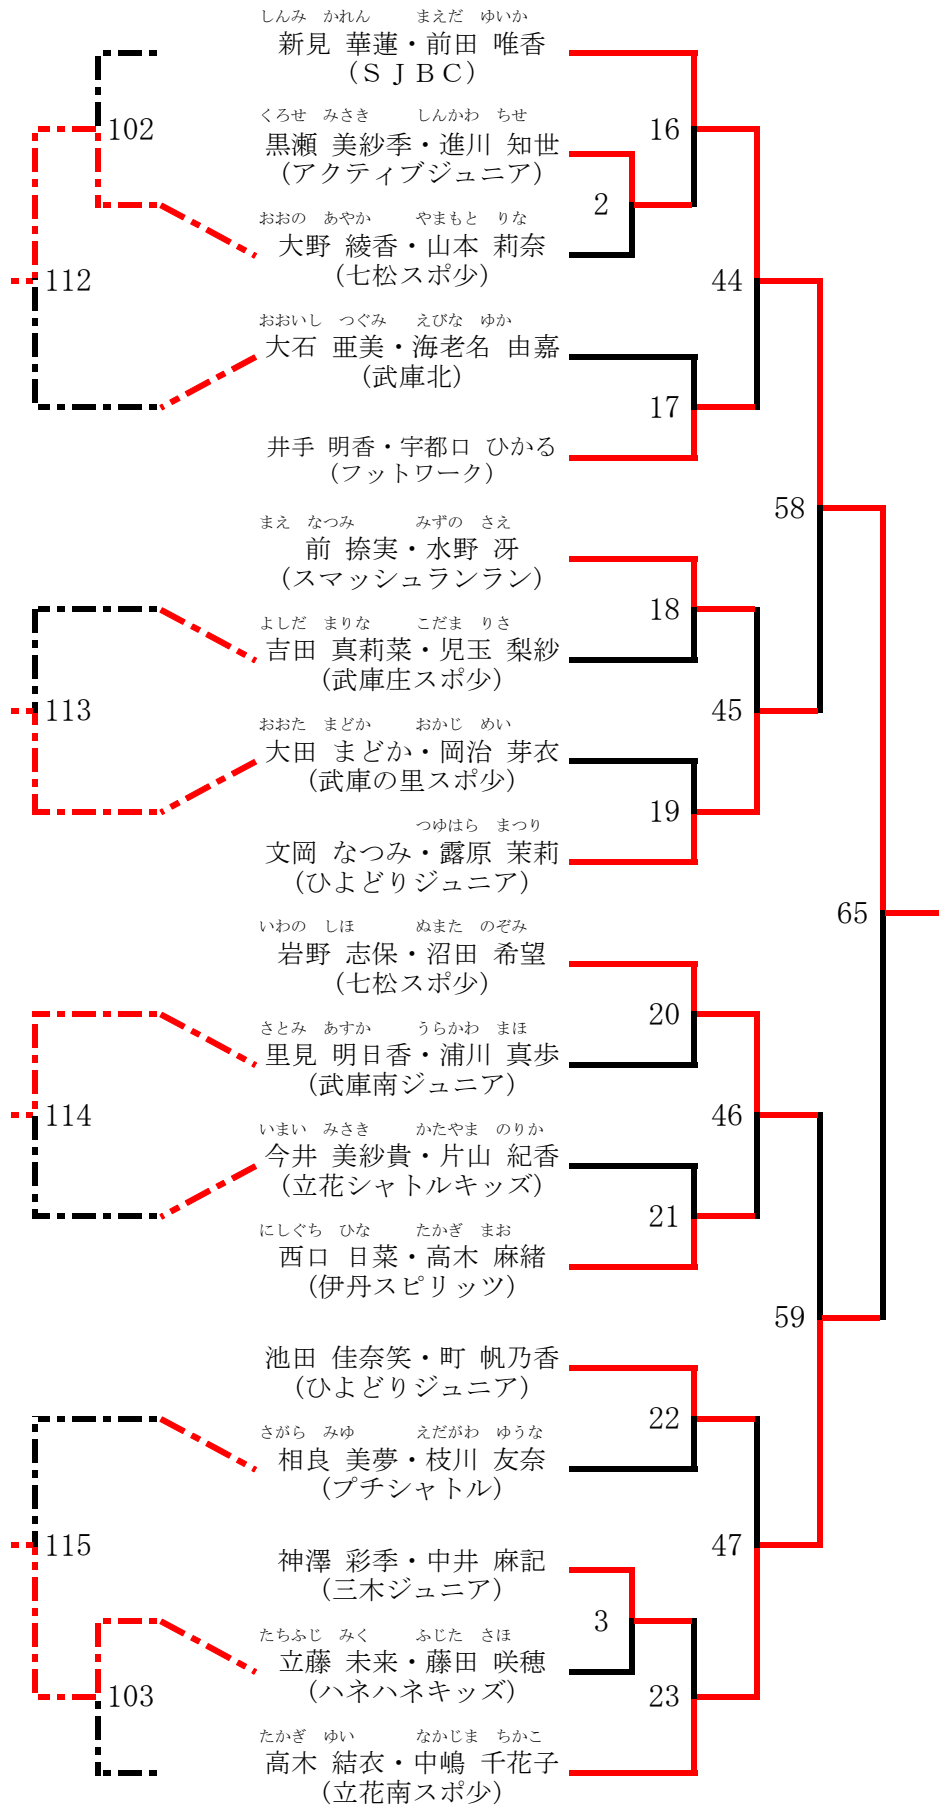 しんみ　かれん　まえだ　ゆいか
新見 華蓮・前田 唯香
（ＳＪＢＣ）
102
16
くろせ　みさき　しんかわ　ちせ
黒瀬 美紗季・進川 知世
（アクティブジュニア）
2
おおの　あやか　やまもと　りな
大野 綾香・山本 莉奈
（七松スポ少）
112
44
おおいし　つぐみ　えびな　ゆか
大石 亜美・海老名 由嘉
（武庫北）
17
井手 明香・宇都口 ひかる
（フットワーク）
58
まえ　なつみ　みずの　さえ
前 捺実・水野 冴
（スマッシュランラン）
18
よしだ　まりな　こだま　りさ
吉田 真莉菜・児玉 梨紗
（武庫庄スポ少）
113
45
おおた　まどか　おかじ　めい
大田 まどか・岡治 芽衣
（武庫の里スポ少）
19
つゆはら　まつり
文岡 なつみ・露原 茉莉
（ひよどりジュニア）
65
いわの　しほ　ぬまた　のぞみ
岩野 志保・沼田 希望
（七松スポ少）
20
さとみ　あすか　うらかわ　まほ
里見 明日香・浦川 真歩
（武庫南ジュニア）
114
46
いまい　みさき　かたやま　のりか
今井 美紗貴・片山 紀香
（立花シャトルキッズ）
21
にしぐち　ひな　たかぎ　まお
西口 日菜・高木 麻緒
（伊丹スピリッツ）
59
池田 佳奈笑・町 帆乃香
（ひよどりジュニア）
22
さがら　みゆ　えだがわ　ゆうな
相良 美夢・枝川 友奈
（プチシャトル）
115
47
神澤 彩季・中井 麻記
（三木ジュニア）
3
たちふじ　みく　ふじた　さほ
立藤 未来・藤田 咲穂
（ハネハネキッズ）
103
23
たかぎ　ゆい　なかじま　ちかこ
高木 結衣・中嶋 千花子
（立花南スポ少）